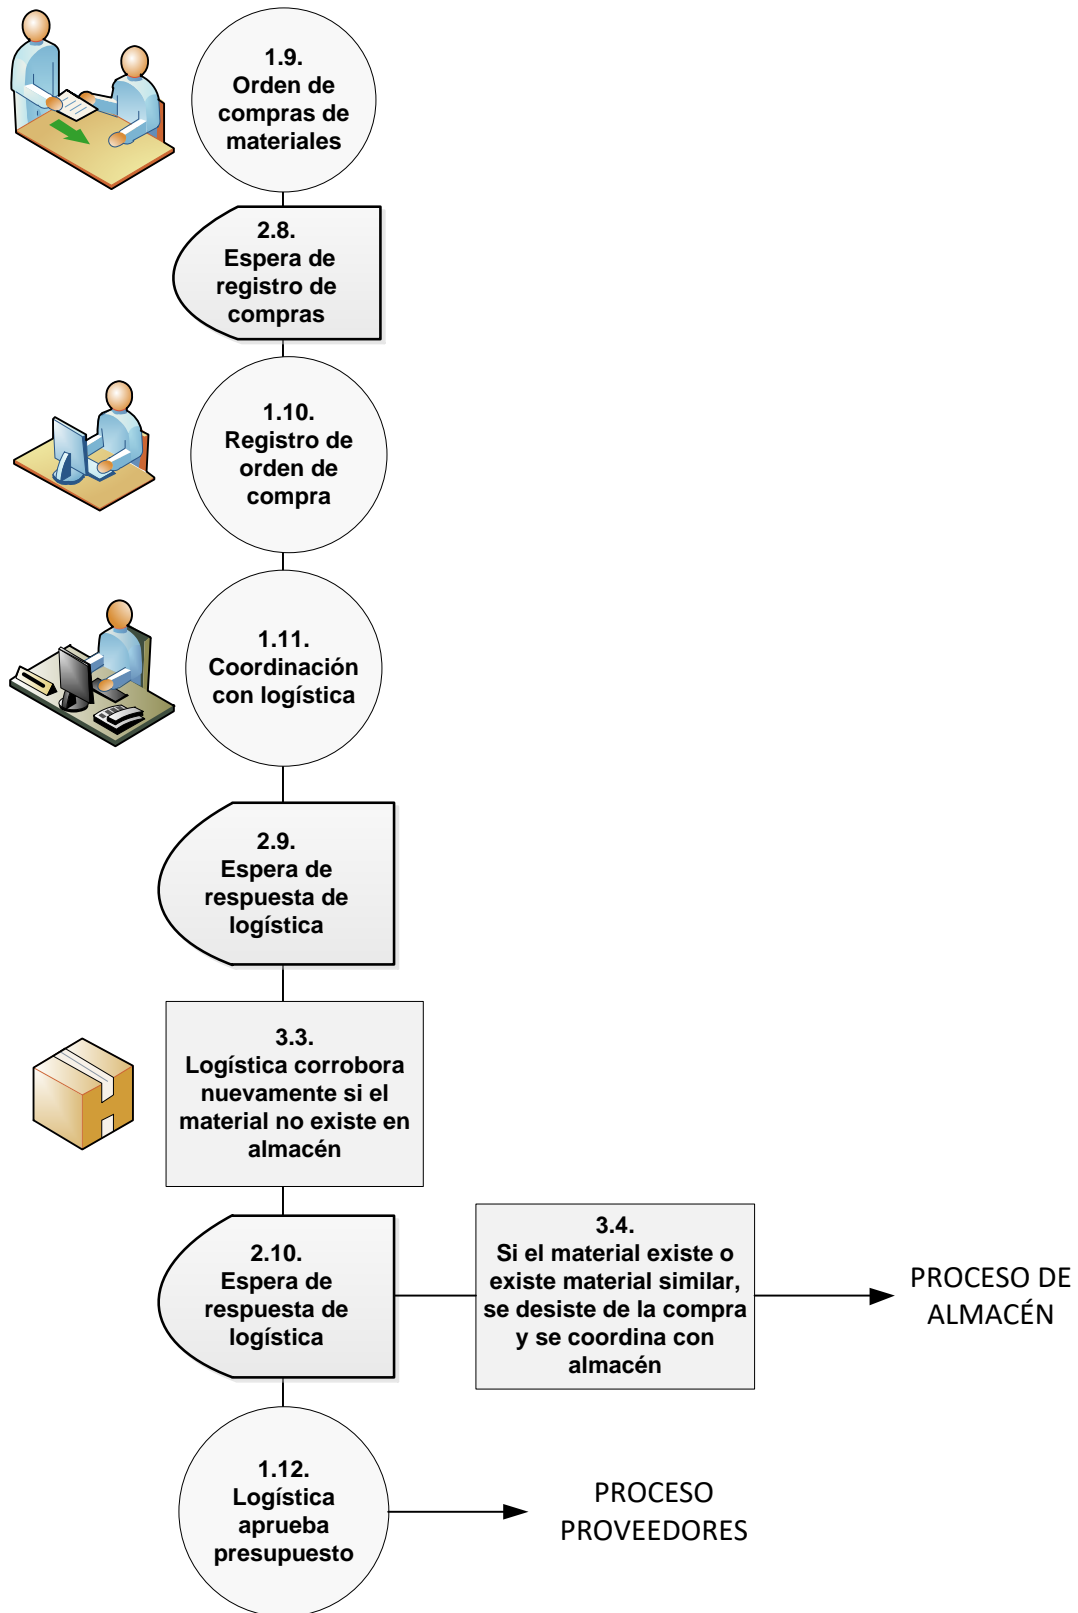 1.9.
Orden de
compras de
materiales
2.8.
Espera de
registro de
compras
1.10.
Registro de
orden de
compra
1.11.
Coordinación
con logística
2.9.
Espera de
respuesta de
logística
3.3.
Logística corrobora
nuevamente si el
material no existe en
almacén
2.10.
Espera de
respuesta de
logística
3.4.
Si el material existe o
existe material similar,
se desiste de la compra
y se coordina con
almacén
PROCESO DE
ALMACÉN
1.12.
Logística
aprueba
presupuesto
PROCESO
PROVEEDORES